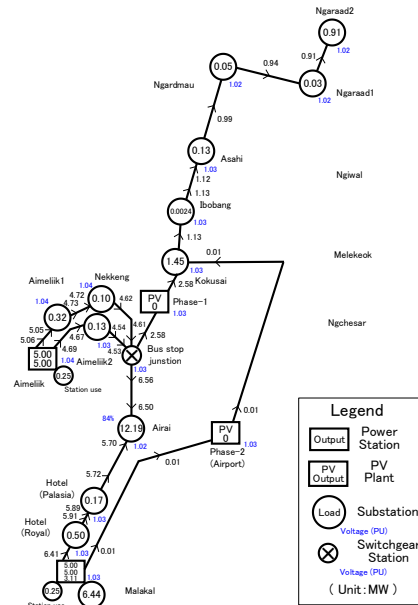 Ngaraad2
0.91
1.02
0.91
0.94
0.05
Ngardmau
1.02
0.03
Ngaraad1
1.02
0.99
0.13
Asahi
1.03
1.12
Ngiwal
1.13
Ibobang
0.0024
1.03
1.13
0.01
Melekeok
1.45
Kokusai
1.03
2.58
Nekkeng
1.04
4.72
4.73
0.10
4.62
PV
0
Phase-1
1.03
Aimeliik1
1.04
0.32
5.05
5.06
0.13
4.54
4.61
2.58
Ngchesar
4.67
4.69
1.03
4.53
Bus stop
junstion
1.03
Aimeliik2
5.00
5.00
1.04
Aimeliik
0.25
Station use
6.56
6.50
84%
12.19
Airai
1.02
5.70
PV
0
1.03
Phase-2
(Airport)
0.01
0.01
5.72
Hotel
(Palasia)
0.17
5.89
5.91
1.03
Hotel
(Royal)
0.50
1.03
6.41
0.01
5.00
5.00
3.11
1.03
0.25
Station use
6.44
Malakal
Legend
Output
Power
Station
PV
Output
PV
Plant
Load
Substation
Voltage (PU)
Switchgear
Station
Voltage (PU)
( Unit : MW )